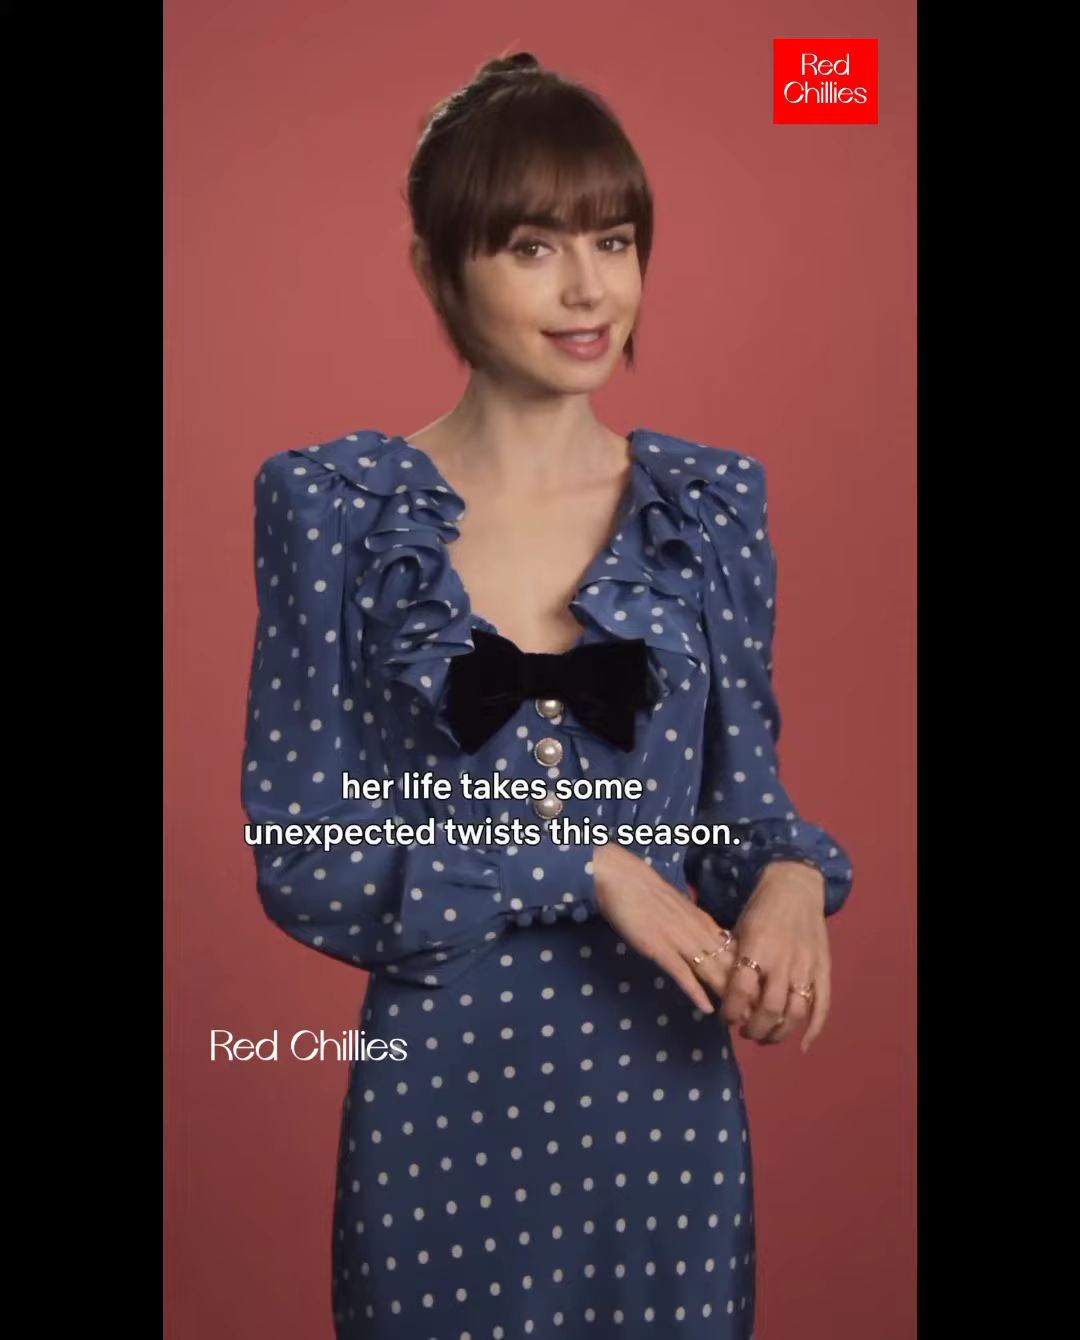 Red
Chillies
her life takes some
unexpected twists this season.
Red Chillies